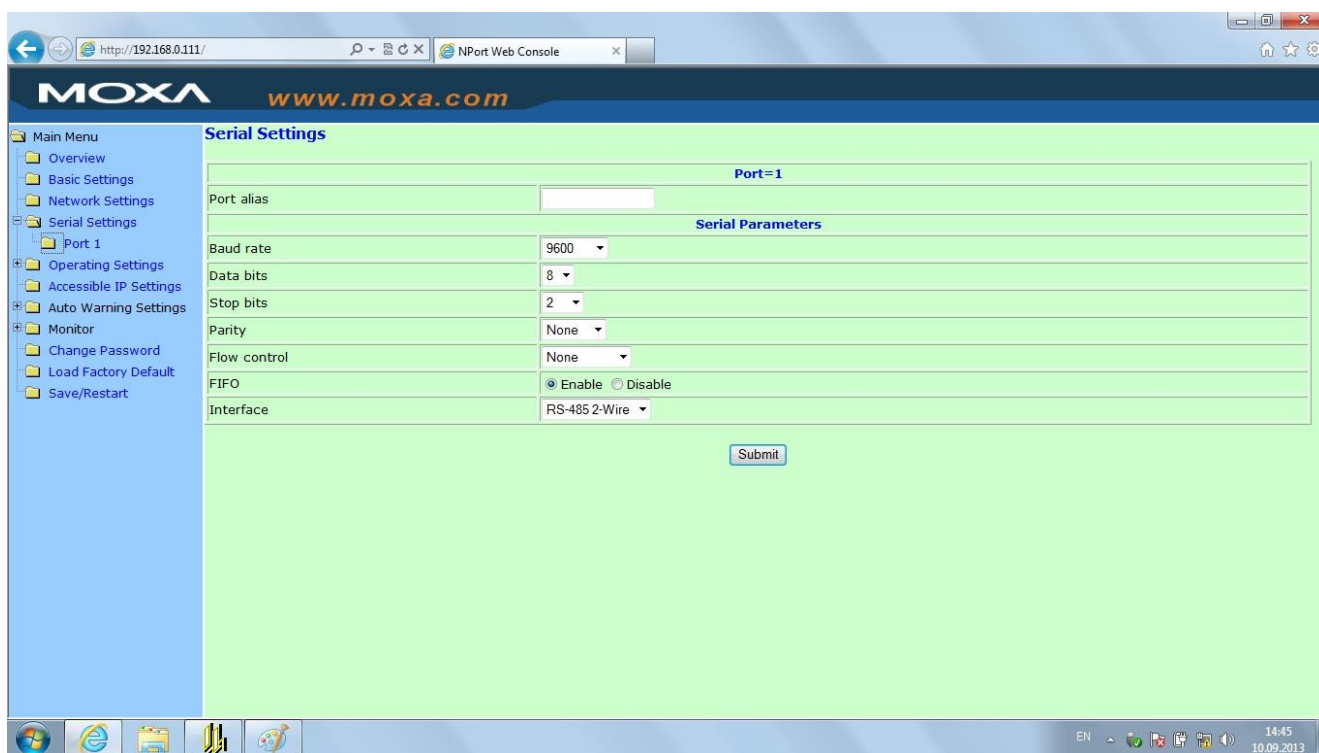 http://192.168.0.111/
NPort Web Console
MOXA www.moxa.com
Main Menu
Overview
Basic Settings
Network Settings
Serial Settings
Port 1
Operating Settings
Accessible IP Settings
Auto Warning Settings
Monitor
Change Password
Load Factory Default
Save/Restart
Serial Settings
Port=1
Port alias
Serial Parameters
Baud rate 9600
Data bits 8
Stop bits 2
Parity None
Flow control None
FIFO Enable Disable
Interface RS-485 2-Wire
Submit
EN 14:45
10.09.2013